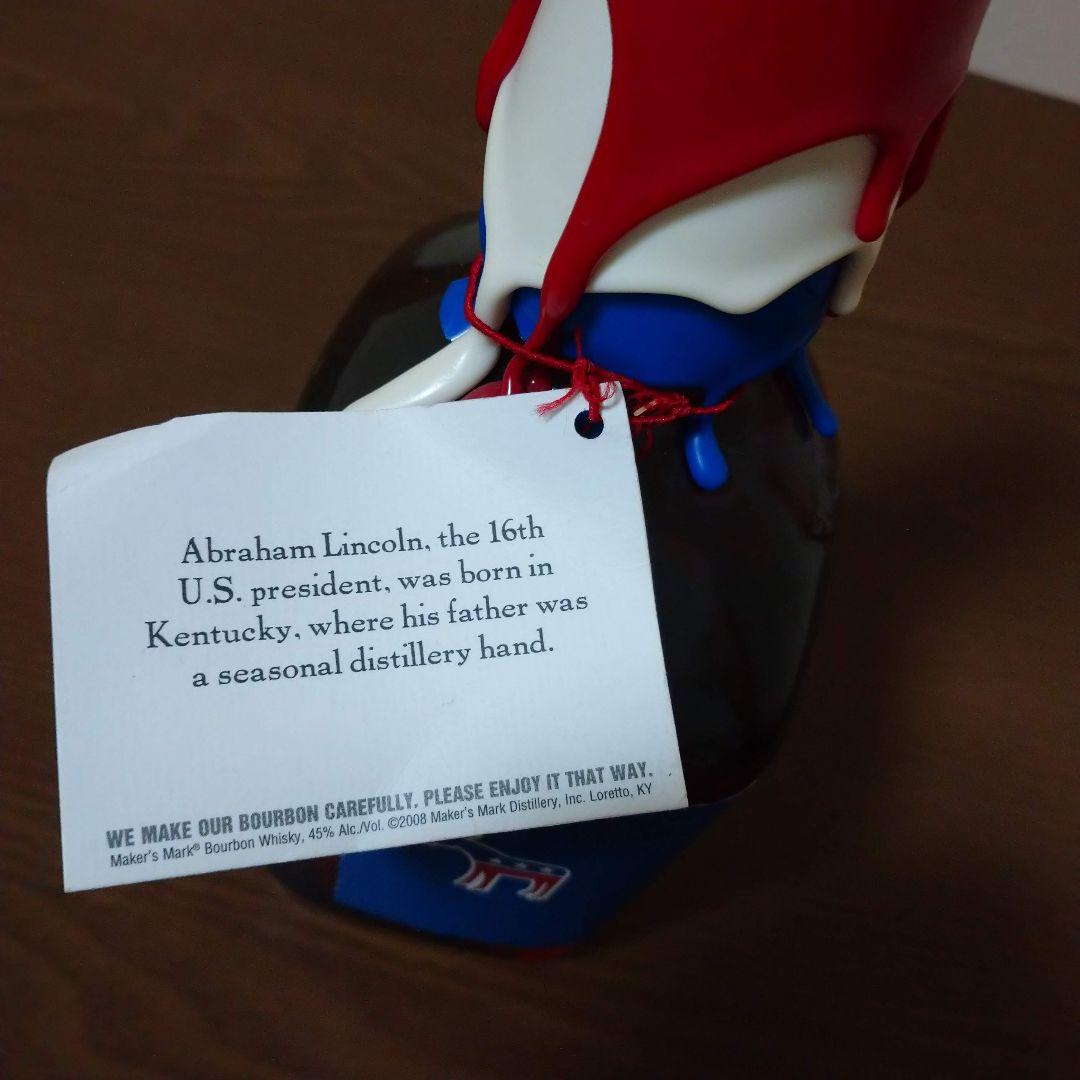 Abraham Lincoln, the 16th
U.S. president, was born in
Kentucky, where his father was
a seasonal distillery hand.
WE MAKE OUR BOURBON CAREFULLY. PLEASE ENJOY IT THAT WAY.
Maker's Mark® Bourbon Whisky, 45% Alc./Vol. ©2008 Maker's Mark Distillery, Inc. Loretto, KY